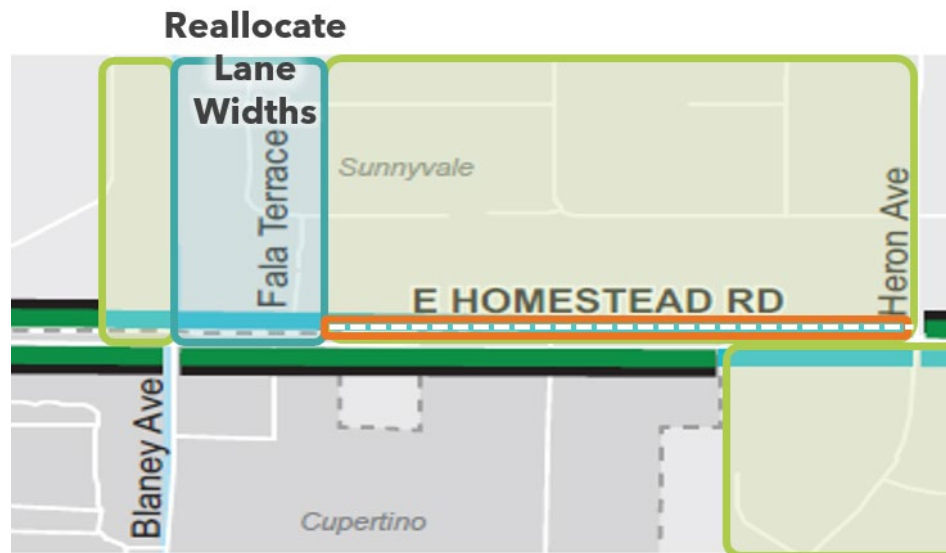 Reallocate
Lane
Widths
Fala Terrace
Sunnyvale
Heron Ave
E HOMESTEAD RD
Blaney Ave
Cupertino